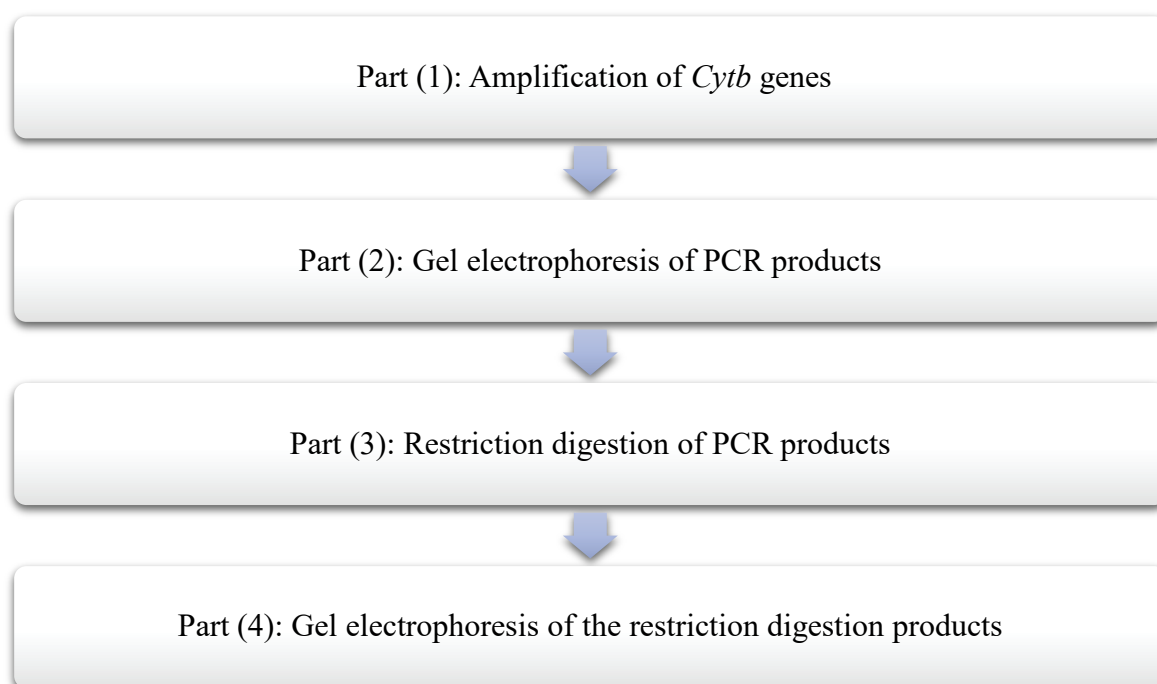 Part (1): Amplification of Cytb genes
Part (2): Gel electrophoresis of PCR products
Part (3): Restriction digestion of PCR products
Part (4): Gel electrophoresis of the restriction digestion products